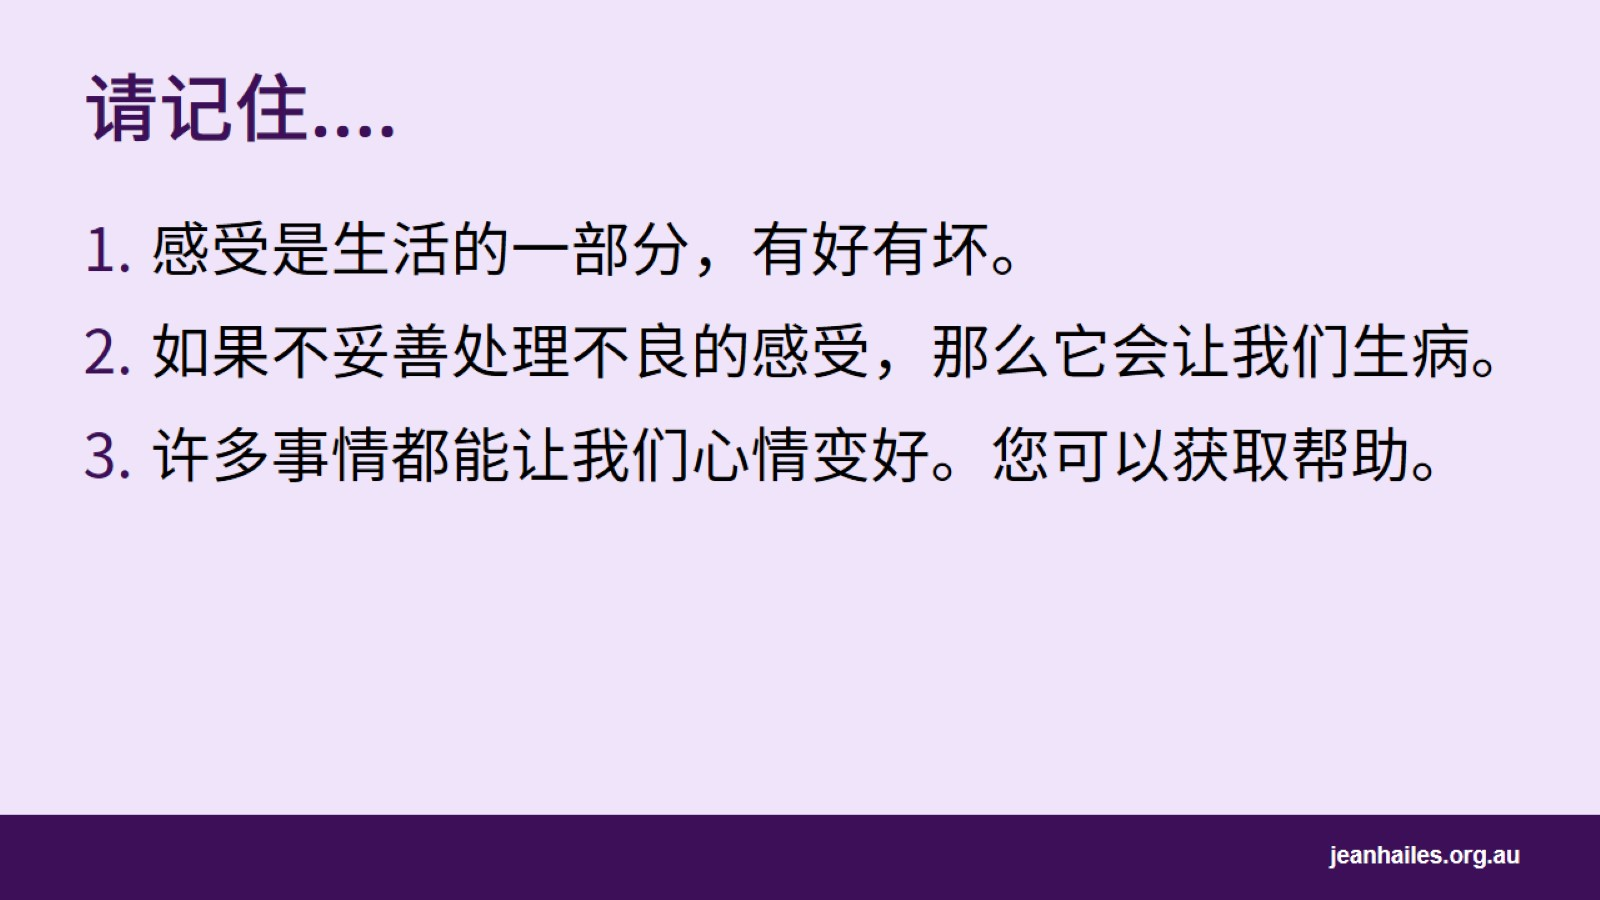 请记住....
1. 感受是生活的一部分，有好有坏。
2. 如果不妥善处理不良的感受，那么它会让我们生病。
3. 许多事情都能让我们心情变好。您可以获取帮助。
jeanhailes.org.au